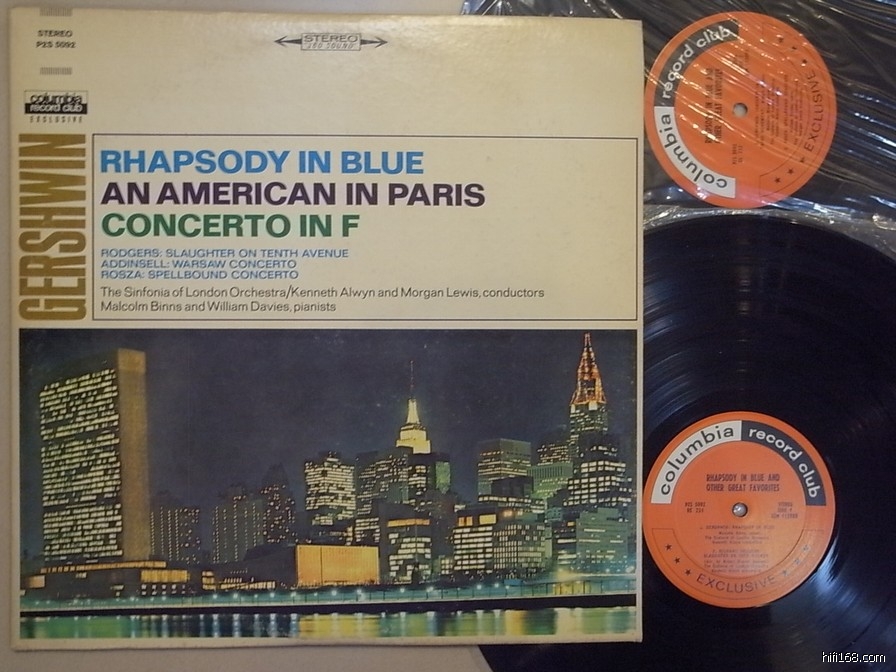 STEREO
P2S 5092
columbia
record club
EXCLUSIVE
STEREO
"360 SOUND"
GERSHWIN
RHAPSODY IN BLUE
AN AMERICAN IN PARIS
CONCERTO IN F
RODGERS: SLAUGHTER ON TENTH AVENUE
ADDINSELL: WARSAW CONCERTO
ROSZA: SPELLBOUND CONCERTO
The Sinfonia of London Orchestra/Kenneth Alwyn and Morgan Lewis, conductors
Malcolm Binns and William Davies, pianists
columbia record club
EXCLUSIVE
columbia record club
RHAPSODY IN BLUE AND
OTHER GREAT FAVORITES
EXCLUSIVE
hifi168.com